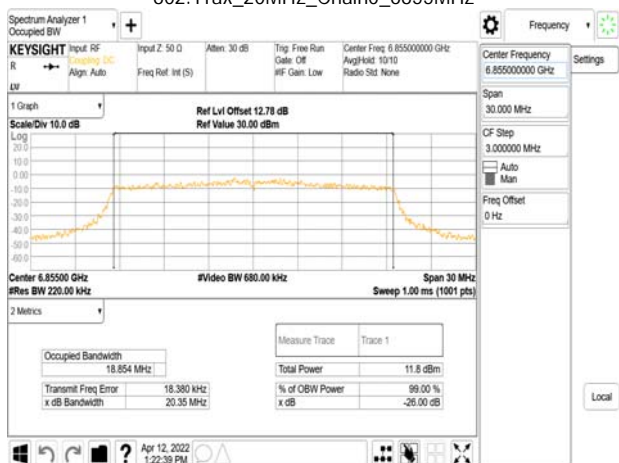 802.11ax_20MHz_Chain0_6855MHz
Spectrum Analyzer 1
Occupied BW
Frequency
KEYSIGHT
Input: RF
Coupling: DC
Align: Auto
Input Z: 50 Ω
Freq Ref: Int (S)
Atten: 30 dB
Trig: Free Run
Gate: Off
#IF Gain: Low
Center Freq: 6.855000000 GHz
Avg|Hold: 10/10
Radio Std: None
R
Center Frequency
6.855000000 GHz
Settings
Span
30.000 MHz
CF Step
3.000000 MHz
Auto
Man
Freq Offset
0 Hz
Local
1 Graph
Scale/Div 10.0 dB
Ref Lvl Offset 12.78 dB
Ref Value 30.00 dBm
Log
20.0
10.0
0.00
-10.0
-20.0
-30.0
-40.0
-50.0
-60.0
Center 6.85500 GHz
#Video BW 680.00 kHz
Span 30 MHz
#Res BW 220.00 kHz
Sweep 1.00 ms (1001 pts)
2 Metrics
Measure Trace
Trace 1
Occupied Bandwidth
18.854 MHz
Total Power
11.8 dBm
Transmit Freq Error
18.380 kHz
% of OBW Power
99.00 %
x dB Bandwidth
20.35 MHz
x dB
-26.00 dB
Apr 12, 2022
1:22:39 PM